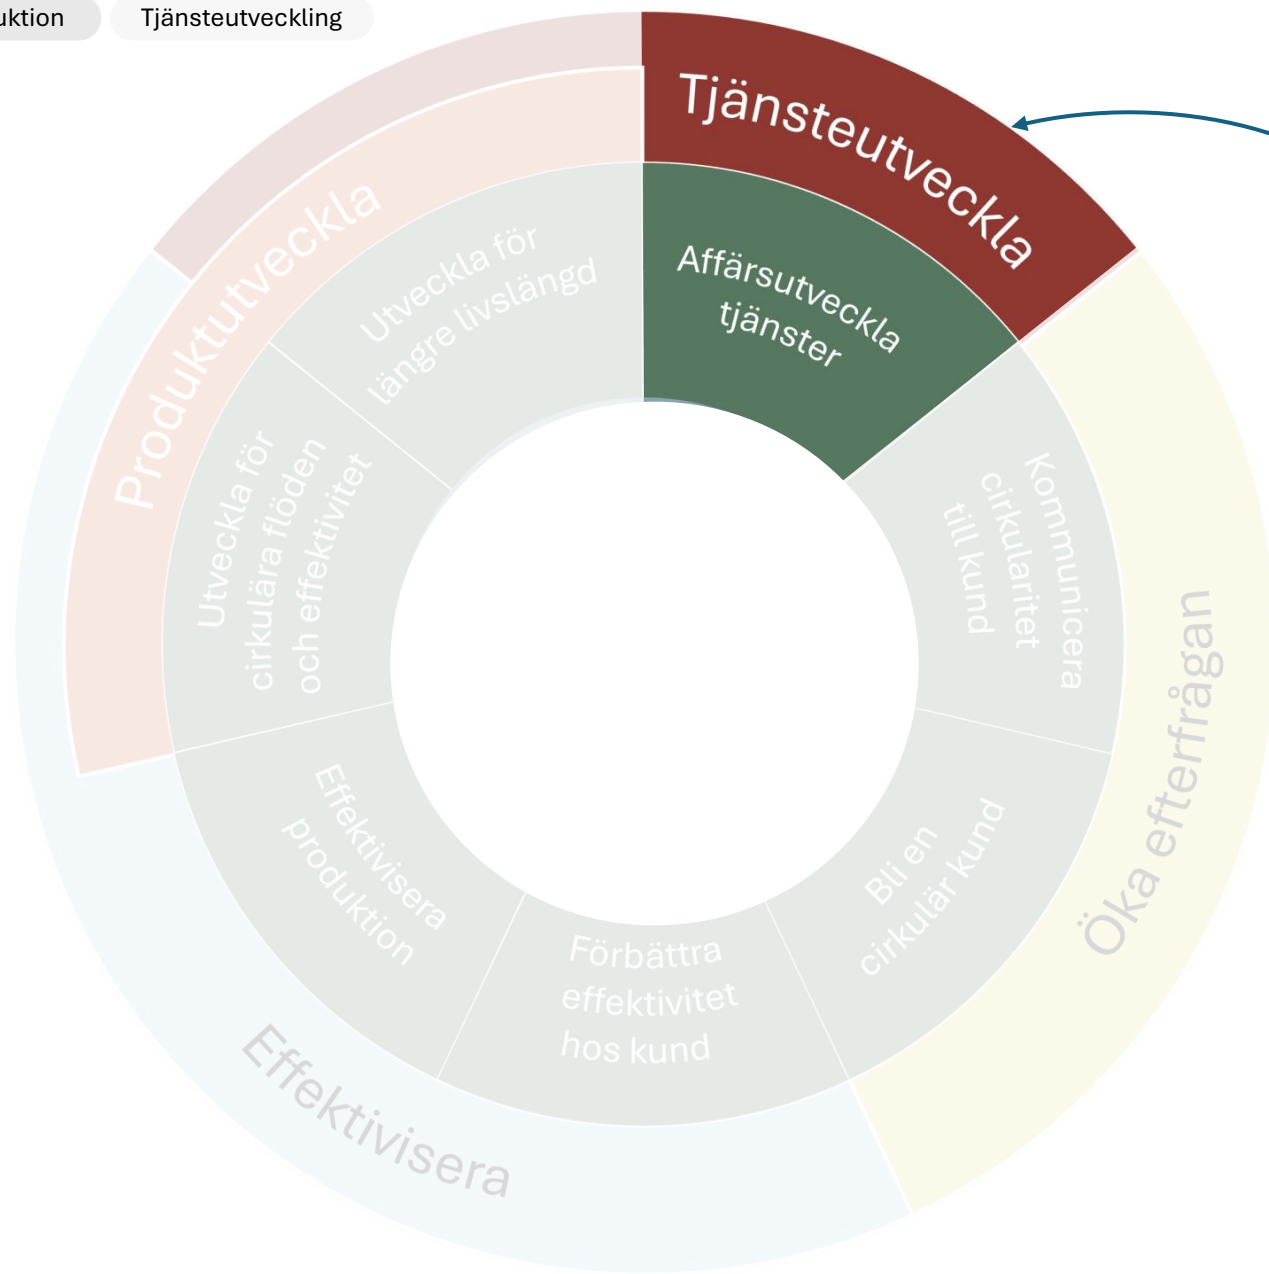 uktion
Tjänsteutveckling
Tjänsteutveckla
Affärsutveckla
tjänster
Kommunicera
cirkularitet
till kund
Öka efterfrågan
Bli en
cirkulär kund
Förbättra
effektivitet
hos kund
Effektivisera
Effektivisera
produktion
Utveckla för
cirkulära flöden
och effektivitet
Produktutveckla
Utveckla för
längre livslängd